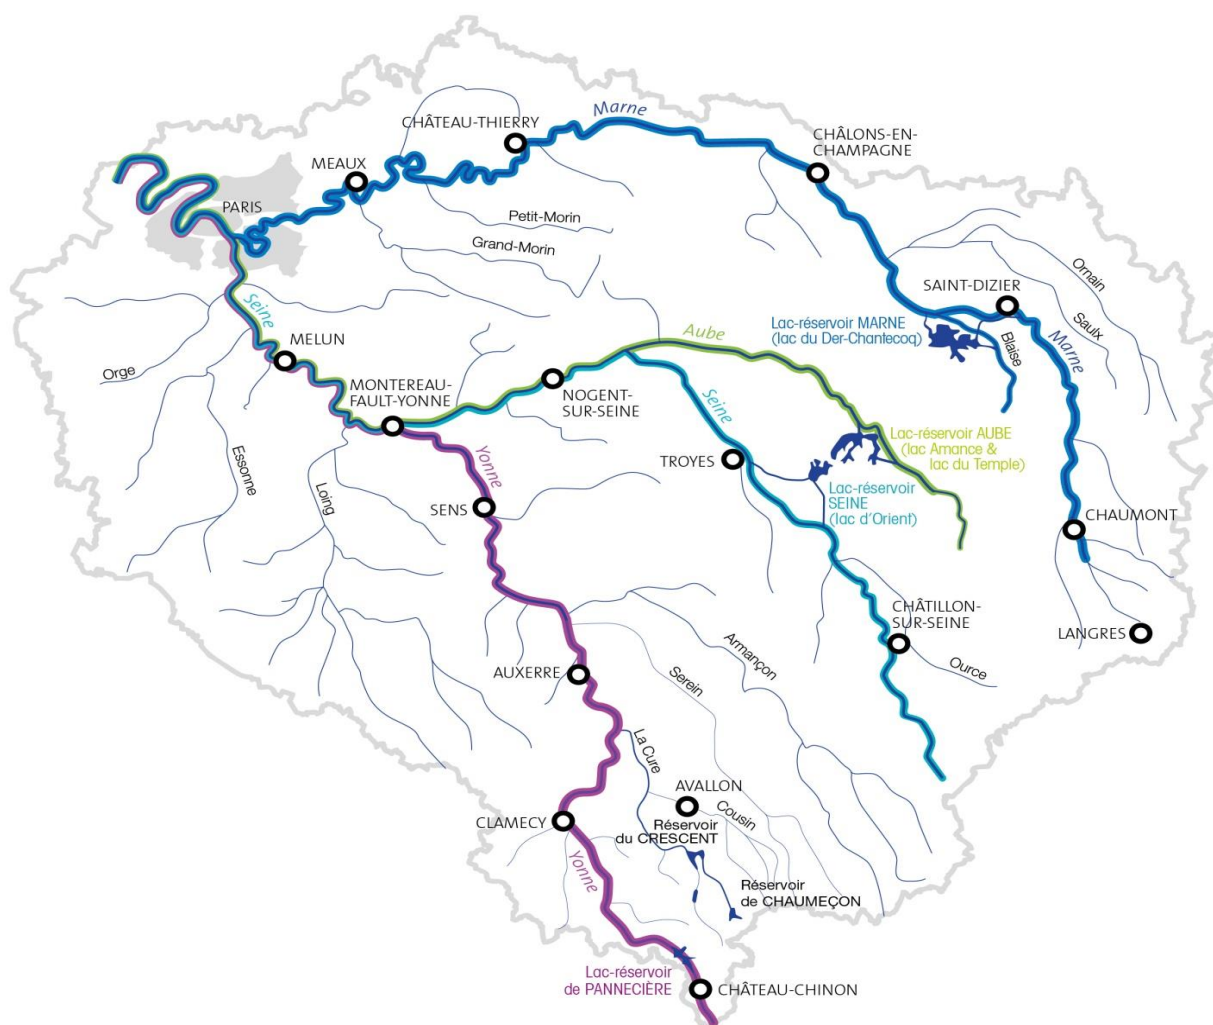 Marne
CHÂTEAU-THIERRY
CHÂLONS-EN-
CHAMPAGNE
MEAUX
PARIS
Petit-Morin
Grand-Morin
Ornain
Saulx
SAINT-DIZIER
Seine
Lac-réservoir MARNE
(lac du Der-Chantecoq)
Blaise
Marne
Aube
MELUN
Orge
MONTEREAU-
FAULT-YONNE
NOGENT-
SUR-SEINE
Seine
Lac-réservoir AUBE
(lac Amance &
lac du Temple)
Essonne
Loing
Yonne
TROYES
Lac-réservoir
SEINE
(lac d'Orient)
SENS
CHAUMONT
CHÂTILLON-
SUR-SEINE
LANGRES
Armançon
Serein
Ource
AUXERRE
La Cure
AVALLON
Cousin
CLAMECY
Réservoir
du CRESCENT
Yonne
Réservoir
de CHAUMEÇON
Lac-réservoir
de PANNECIÈRE
CHÂTEAU-CHINON